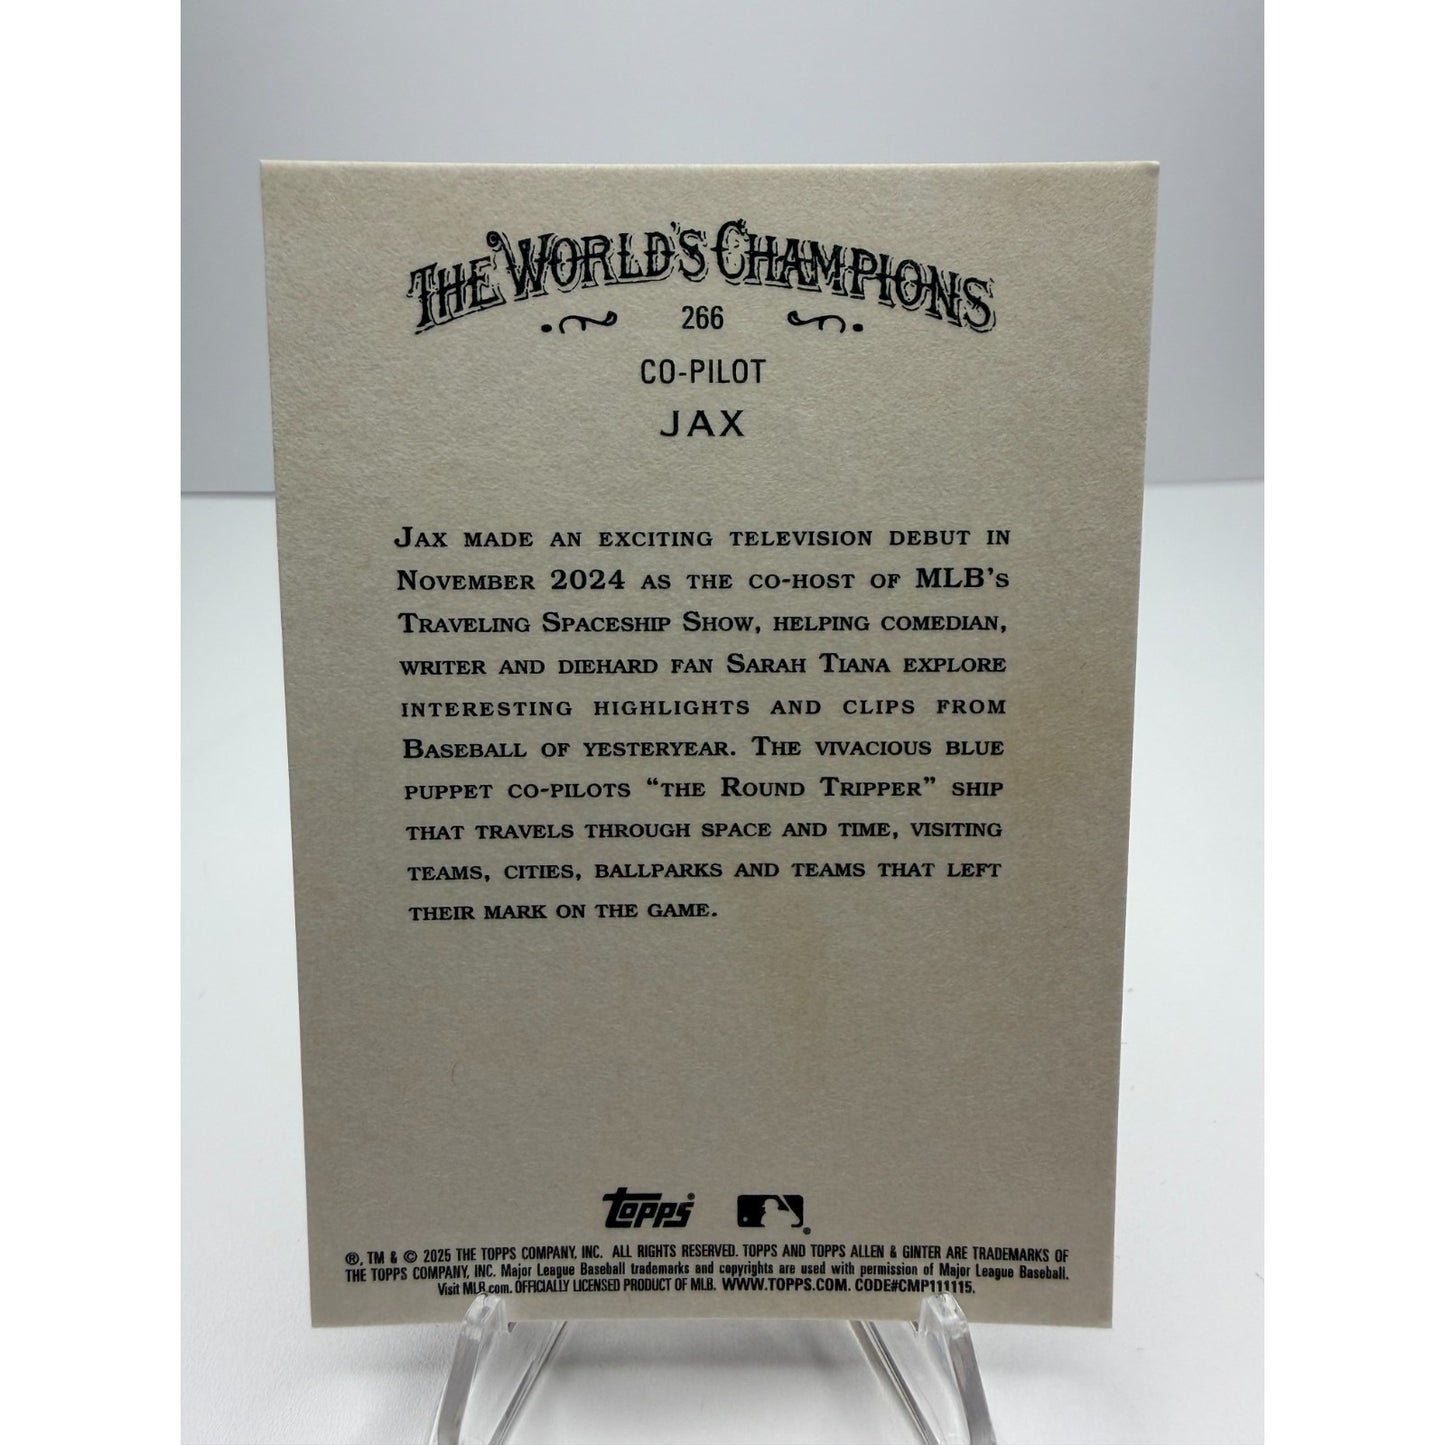 THE WORLD'S CHAMPIONS
266
CO-PILOT
JAX
JAX MADE AN EXCITING TELEVISION DEBUT IN
NOVEMBER 2024 AS THE CO-HOST OF MLB'S
TRAVELING SPACESHIP SHOW, HELPING COMEDIAN,
WRITER AND DIEHARD FAN SARAH TIANA EXPLORE
INTERESTING HIGHLIGHTS AND CLIPS FROM
BASEBALL OF YESTERYEAR. THE VIVACIOUS BLUE
PUPPET CO-PILOTS “THE ROUND TRIPPER” SHIP
THAT TRAVELS THROUGH SPACE AND TIME, VISITING
TEAMS, CITIES, BALLPARKS AND TEAMS THAT LEFT
THEIR MARK ON THE GAME.
Topps®
®, TM & © 2025 THE TOPPS COMPANY, INC. ALL RIGHTS RESERVED. TOPPS AND TOPPS ALLEN & GINTER ARE TRADEMARKS OF
THE TOPPS COMPANY, INC. Major League Baseball trademarks and copyrights are used with permission of Major League Baseball.
Visit MLB.com. OFFICIALLY LICENSED PRODUCT OF MLB. WWW.TOPPS.COM. CODE#CMP111115.